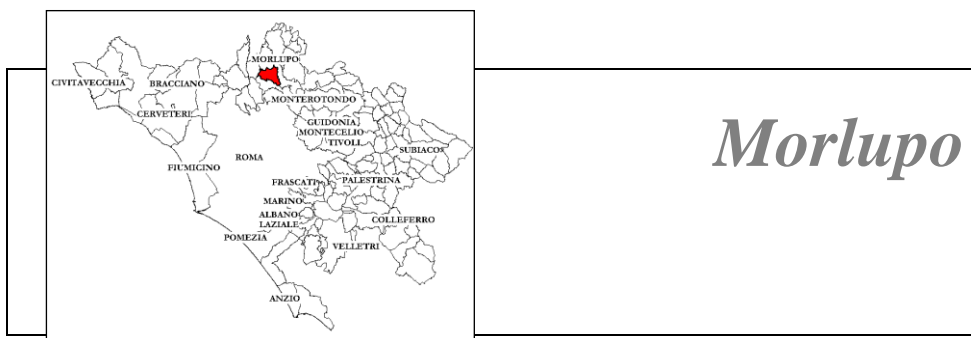 MORLUPO
CIVITAVECCHIA
BRACCIANO
MONTEROTONDO
CERVETERI
GUIDONIA
MONTECELIO
TIVOLI
SUBIACO
ROMA
FIUMICINO
FRASCATI
PALESTRINA
MARINO
ALBANO
LAZIALE
COLLEFERRO
POMEZIA
VELLETRI
ANZIO
Morlupo